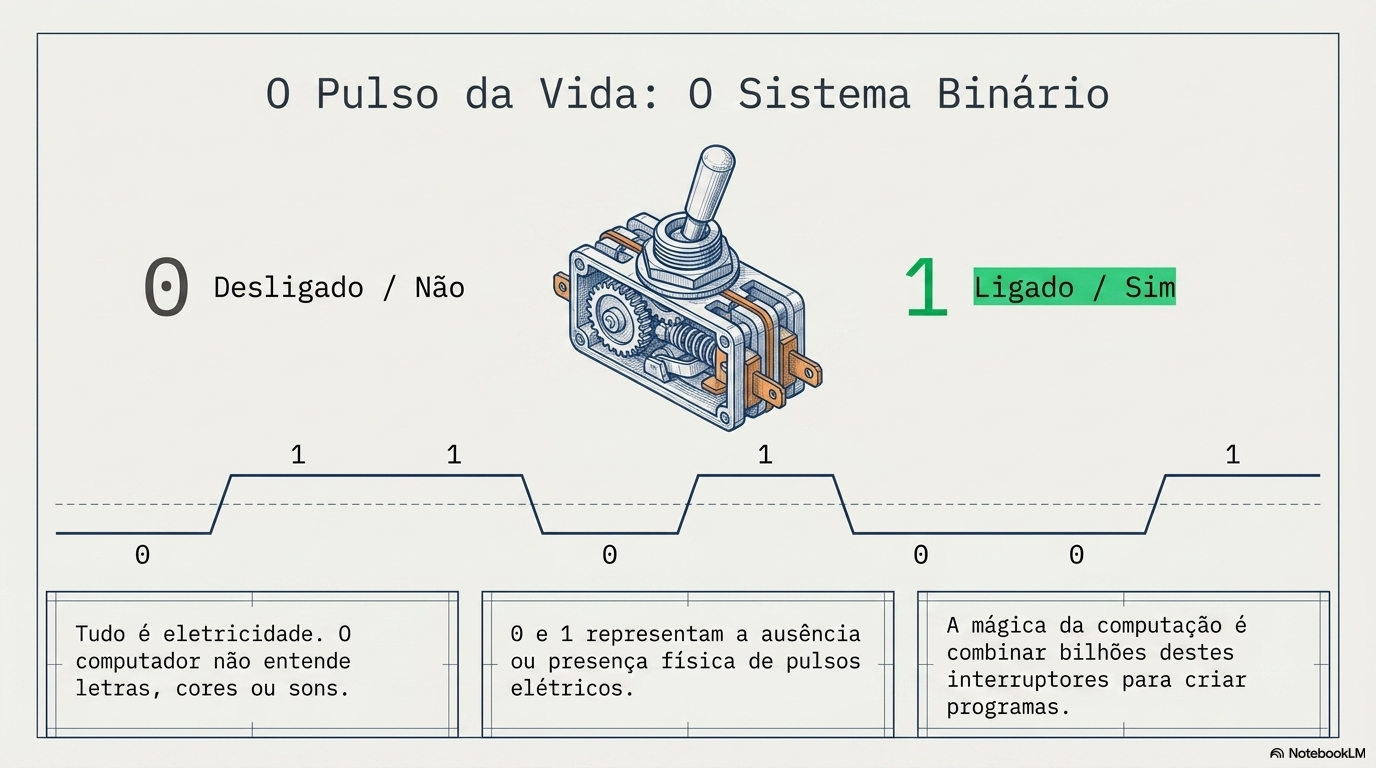 O Pulso da Vida: O Sistema Binário
0 Desligado / Não
1 Ligado / Sim
1 1 1 1
0 0 0 0
Tudo é eletricidade. O
computador não entende
letras, cores ou sons.
0 e 1 representam a ausência
ou presença física de pulsos
elétricos.
A mágica da computação é
combinar bilhões destes
interruptores para criar
programas.
NotebookLM